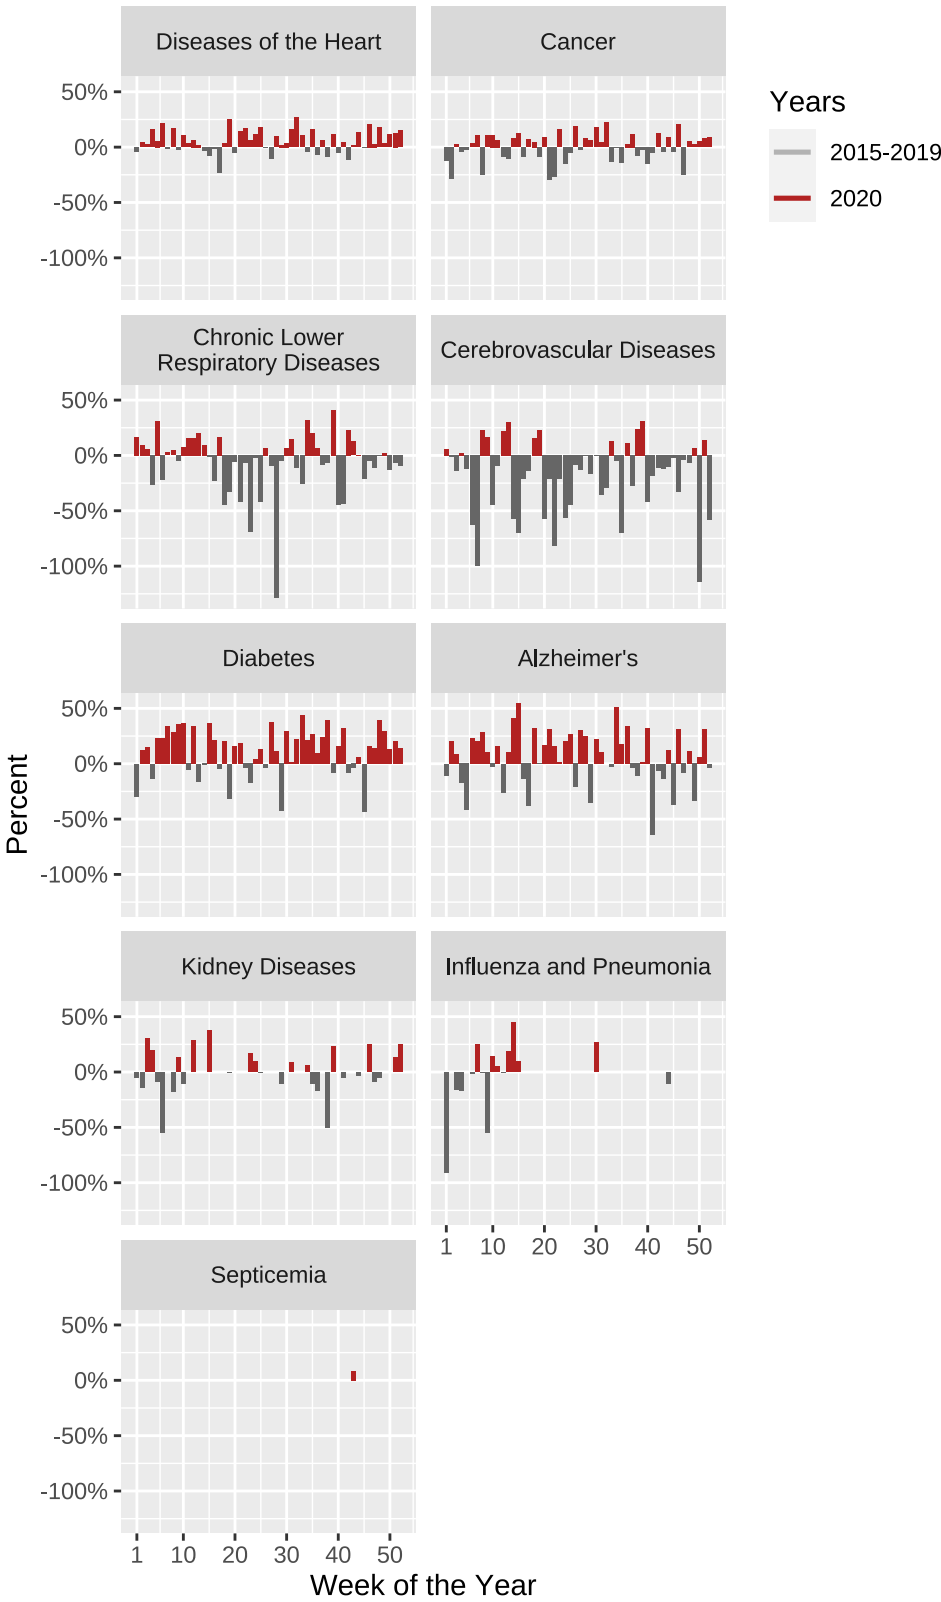 Diseases of the Heart
Cancer
Years
2015-2019
2020
50%
0%
-50%
-100%
Chronic Lower
Respiratory Diseases
Cerebrovascular Diseases
50%
0%
-50%
-100%
Diabetes
Alzheimer's
50%
0%
-50%
-100%
Percent
Kidney Diseases
Influenza and Pneumonia
50%
0%
-50%
-100%
1 10 20 30 40 50
Septicemia
50%
0%
-50%
-100%
1 10 20 30 40 50
Week of the Year